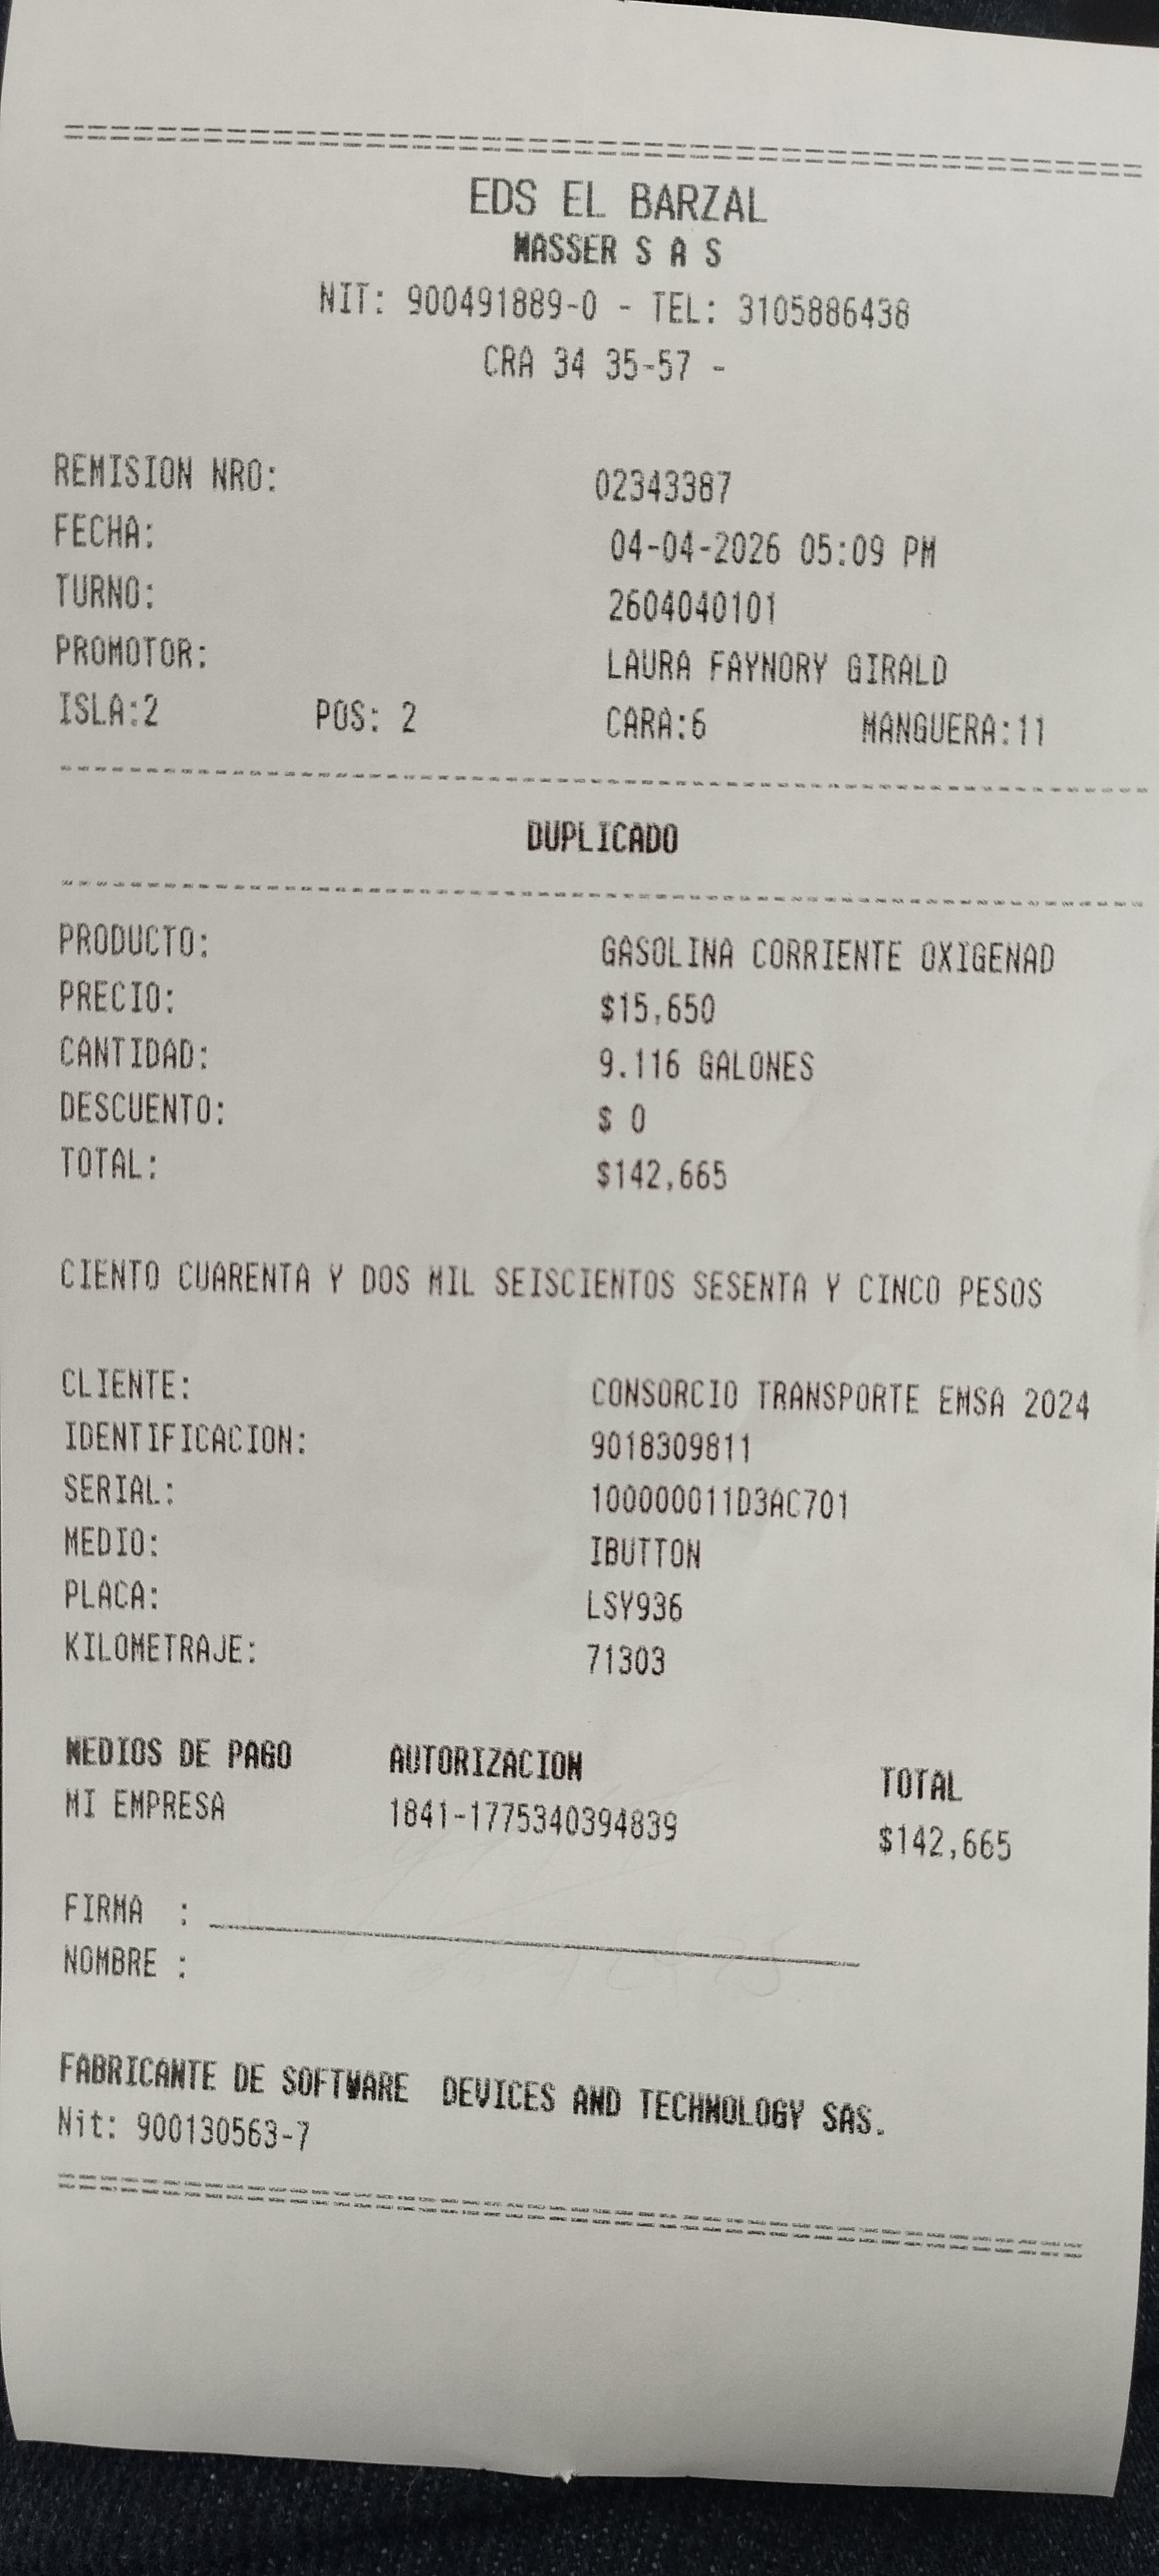 EDS EL BARZAL
MASSER S A S
NIT: 900491889-0 - TEL: 3105886438
CRA 34 35-57 -
REMISION NRO: 02343387
FECHA: 04-04-2026 05:09 PM
TURNO: 2604040101
PROMOTOR: LAURA FAYNORY GIRALD
ISLA:2 POS: 2 CARA:6 MANGUERA:11
DUPLICADO
PRODUCTO: GASOLINA CORRIENTE OXIGENAD
PRECIO: $15,650
CANTIDAD: 9.116 GALONES
DESCUENTO: $ 0
TOTAL: $142,665
CIENTO CUARENTA Y DOS MIL SEISCIENTOS SESENTA Y CINCO PESOS
CLIENTE: CONSORCIO TRANSPORTE EMSA 2024
IDENTIFICACION: 9018309811
SERIAL: 100000011D3AC701
MEDIO: IBUTTON
PLACA: LSY936
KILOMETRAJE: 71303
MEDIOS DE PAGO AUTORIZACION TOTAL
MI EMPRESA 1841-1775340394839 $142,665
FIRMA :
NOMBRE :
FABRICANTE DE SOFTWARE DEVICES AND TECHNOLOGY SAS.
Nit: 900130563-7